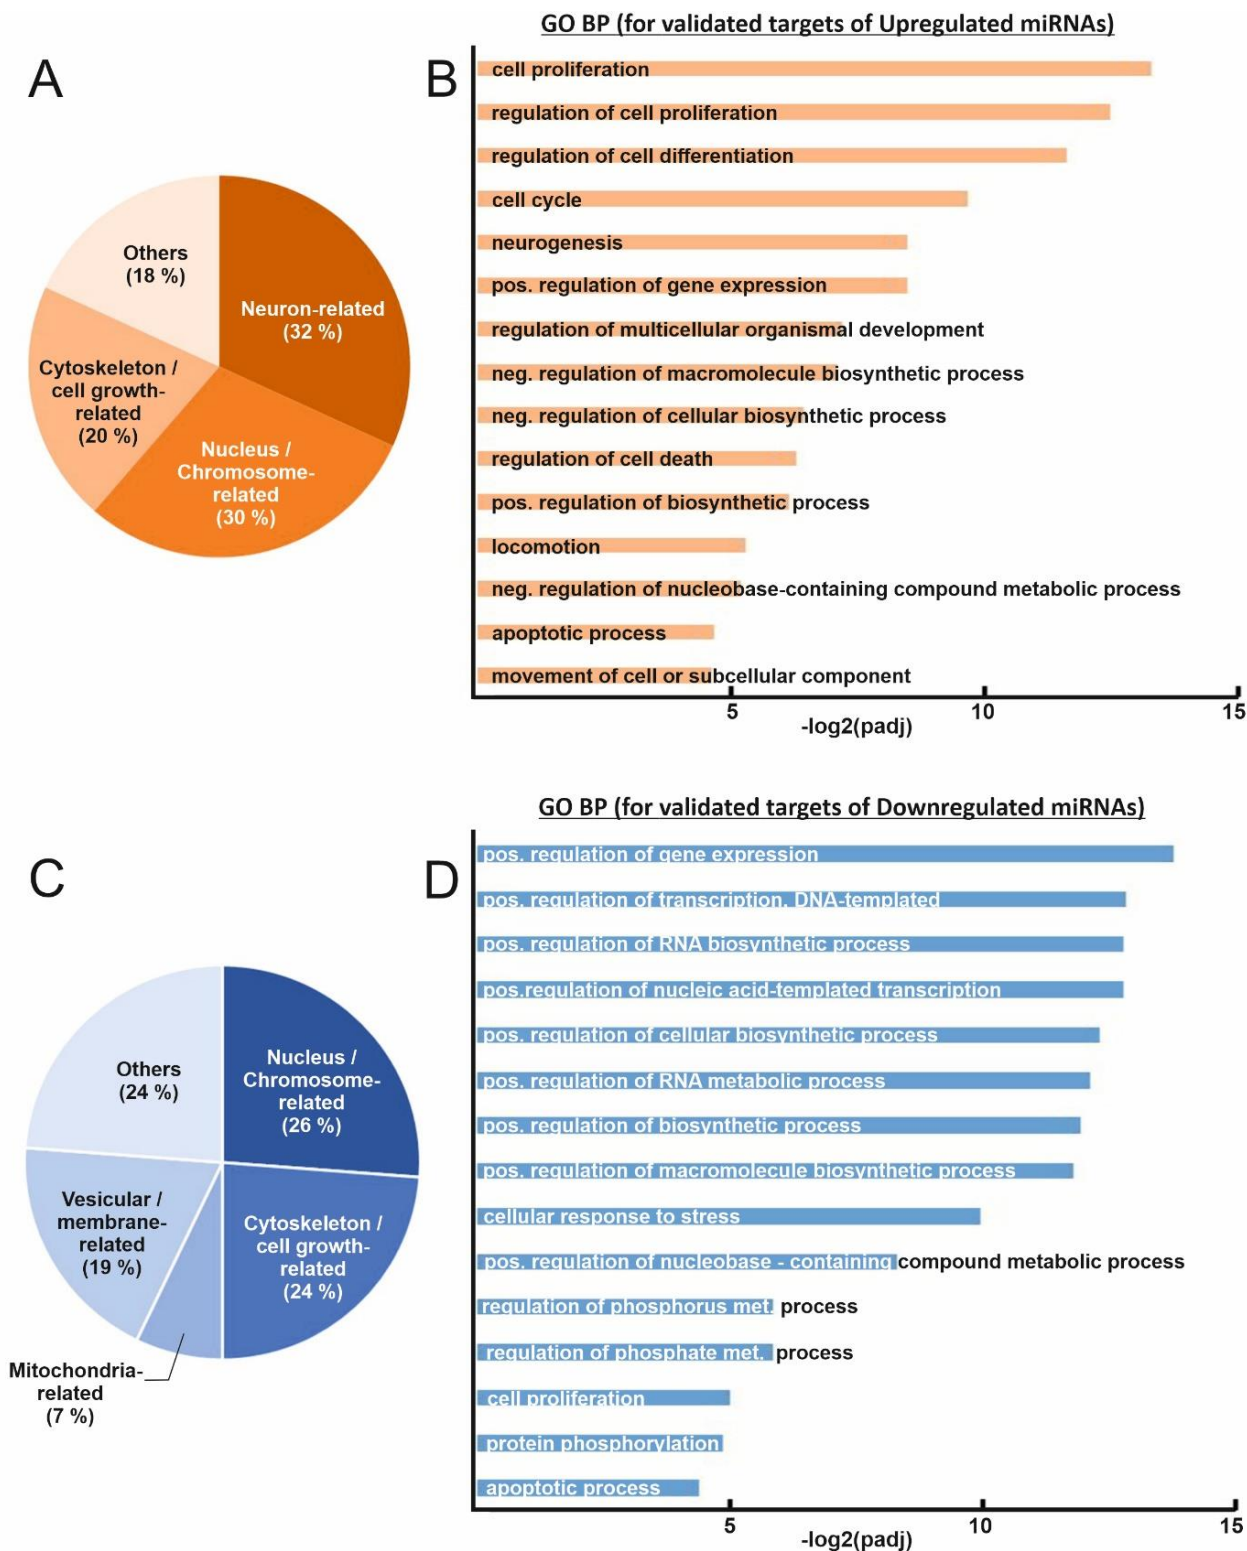 GO BP (for validated targets of Upregulated miRNAs)
A
B
Others
(18 %)
Neuron-related
(32 %)
Cytoskeleton /
cell growth-
related
(20 %)
Nucleus /
Chromosome-
related
(30 %)
cell proliferation
regulation of cell proliferation
regulation of cell differentiation
cell cycle
neurogenesis
pos. regulation of gene expression
regulation of multicellular organismal development
neg. regulation of macromolecule biosynthetic process
neg. regulation of cellular biosynthetic process
regulation of cell death
pos. regulation of biosynthetic process
locomotion
neg. regulation of nucleobase-containing compound metabolic process
apoptotic process
movement of cell or subcellular component
5
10
15
-log2(padj)
GO BP (for validated targets of Downregulated miRNAs)
C
D
Others
(24 %)
Nucleus /
Chromosome-
related
(26 %)
Vesicular /
membrane-
related
(19 %)
Cytoskeleton /
cell growth-
related
(24 %)
Mitochondria-
related
(7 %)
pos. regulation of gene expression
pos. regulation of transcription, DNA-templated
pos. regulation of RNA biosynthetic process
pos.regulation of nucleic acid-templated transcription
pos. regulation of cellular biosynthetic process
pos. regulation of RNA metabolic process
pos. regulation of biosynthetic process
pos. regulation of macromolecule biosynthetic process
cellular response to stress
pos. regulation of nucleobase - containing compound metabolic process
regulation of phosphorus met. process
regulation of phosphate met. process
cell proliferation
protein phosphorylation
apoptotic process
5
10
15
-log2(padj)